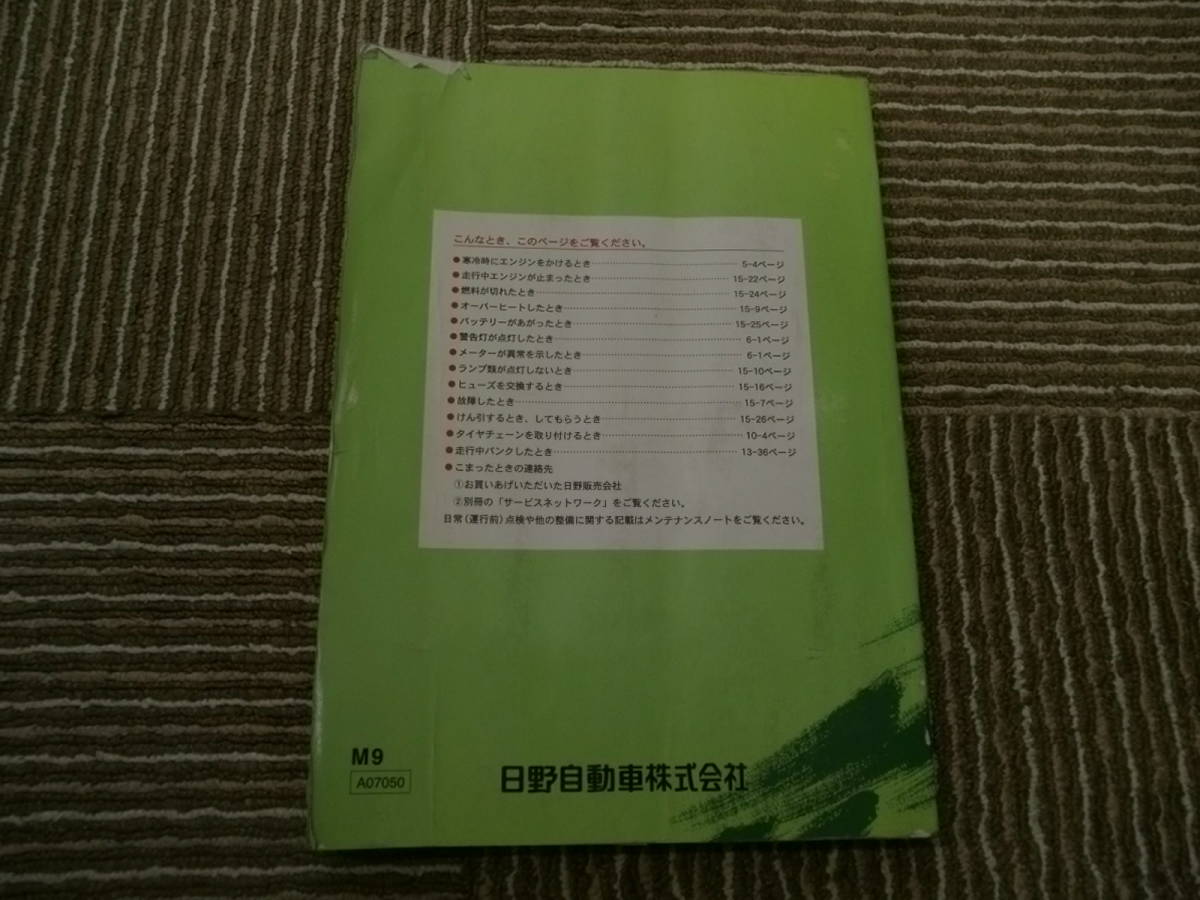 こんなとき、このページをご覧ください。
●寒冷時にエンジンをかけるとき…………5-4ページ
●走行中エンジンが止まったとき…………15-22ページ
●燃料が切れたとき…………15-24ページ
●オーバーヒートしたとき…………15-9ページ
●バッテリーがあがったとき…………15-25ページ
●警告灯が点灯したとき…………6-1ページ
●メーターが異常を示したとき…………6-1ページ
●ランプ類が点灯しないとき…………15-10ページ
●ヒューズを交換するとき…………15-16ページ
●故障したとき…………15-7ページ
●けん引するとき、してもらうとき…………15-26ページ
●タイヤチェーンを取り付けるとき…………10-4ページ
●走行中パンクしたとき…………13-36ページ
●こまったときの連絡先
①お買いあげいただいた日野販売会社
②別冊の「サービスネットワーク」をご覧ください。
日常(運行前)点検や他の整備に関する記載はメンテナンスノートをご覧ください。
M9
A07050
日野自動車株式会社